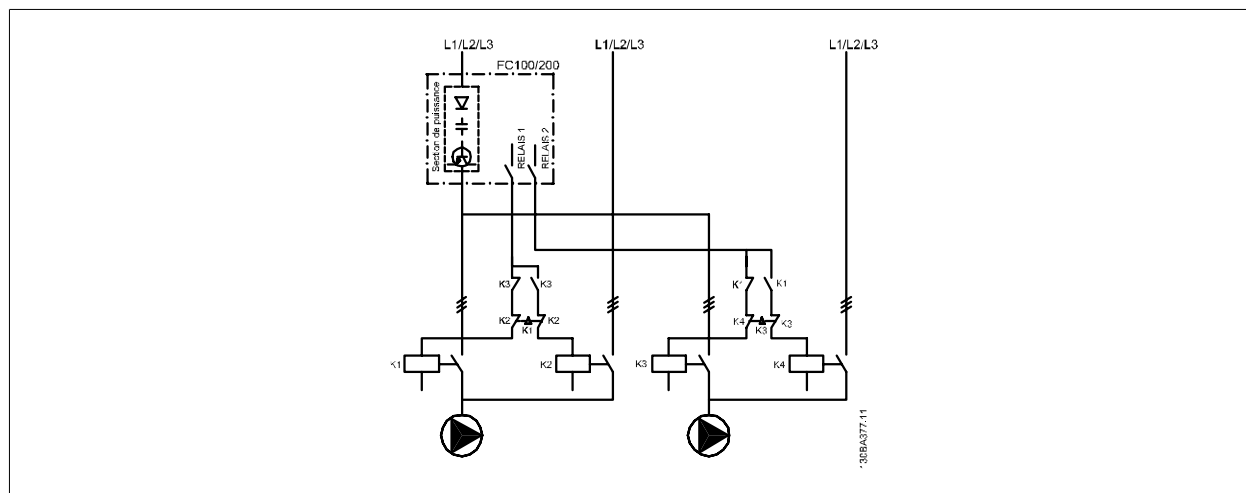 L1/L2/L3
L1/L2/L3
L1/L2/L3
FC100/200
Section de puissance
RELAIS 1
RELAIS 2
K3
K3
K1
K1
K2
K2
K1
K4
K3
K3
K1
K2
K3
K4
130BA377.11